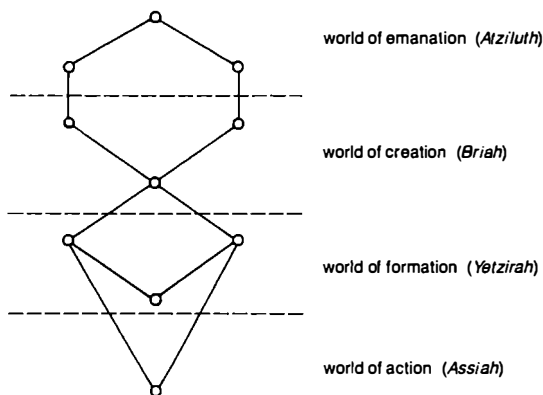 world of emanation (Atziluth)
world of creation (Briah)
world of formation (Yetzirah)
world of action (Assiah)